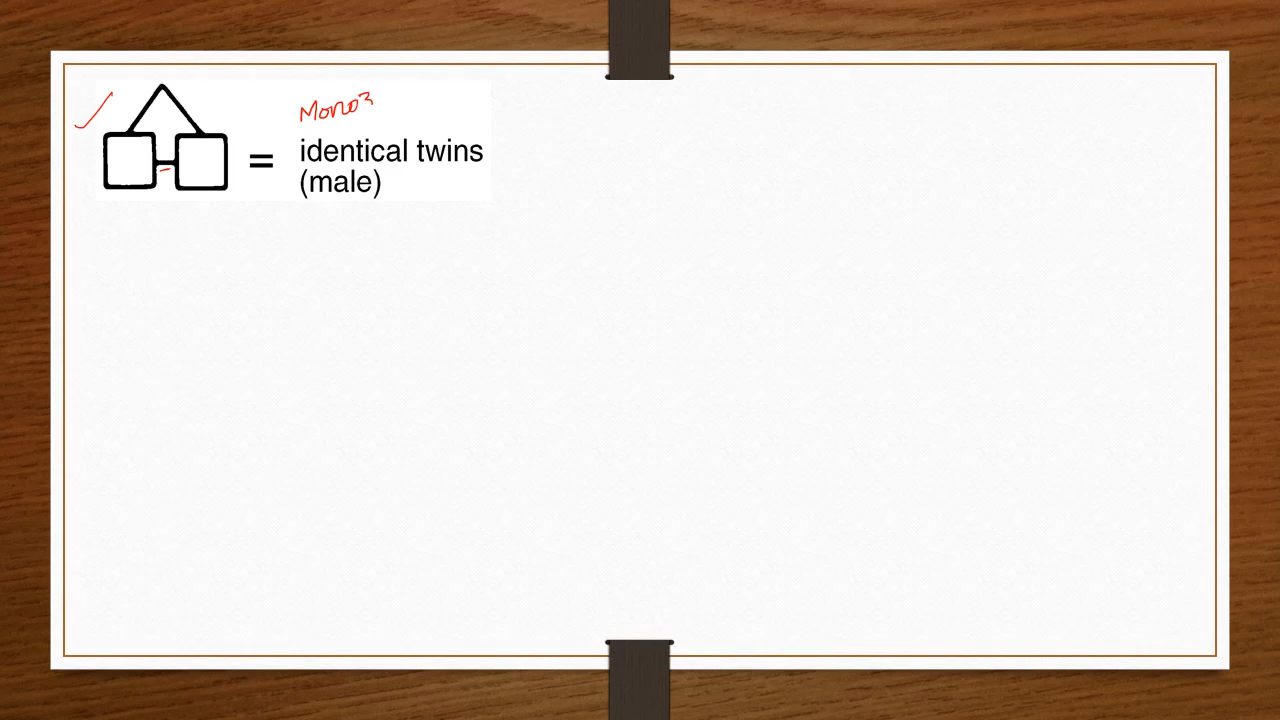 Mono3
= identical twins
(male)